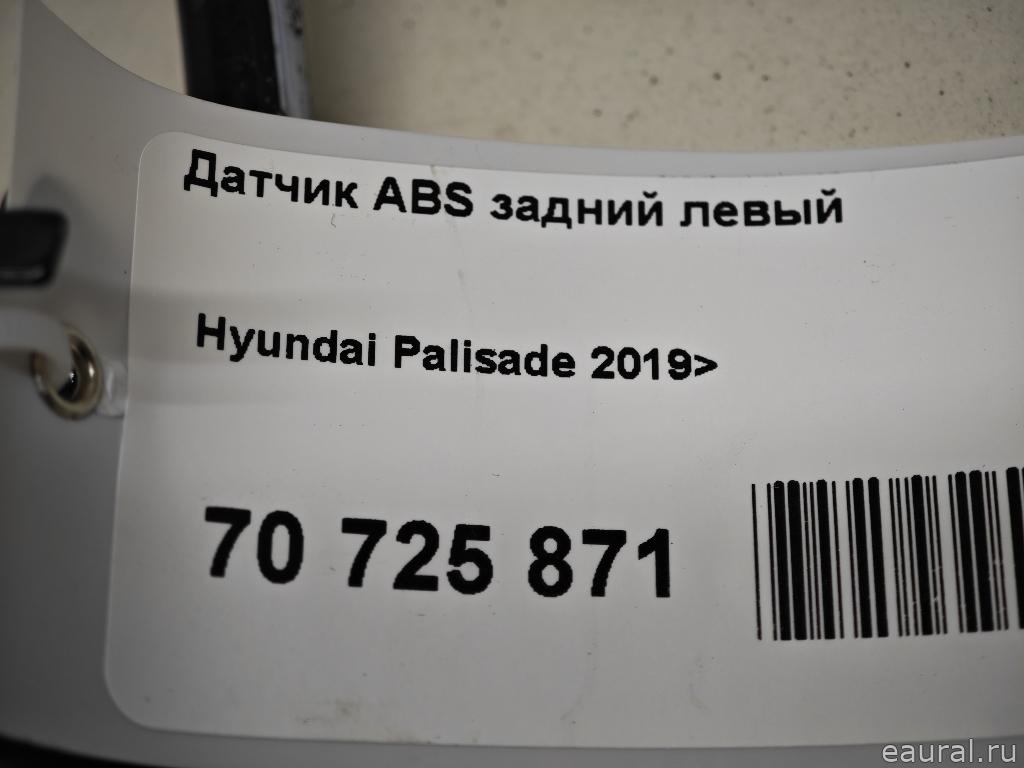 Датчик ABS задний левый
Hyundai Palisade 2019>
70 725 871
eaural.ru